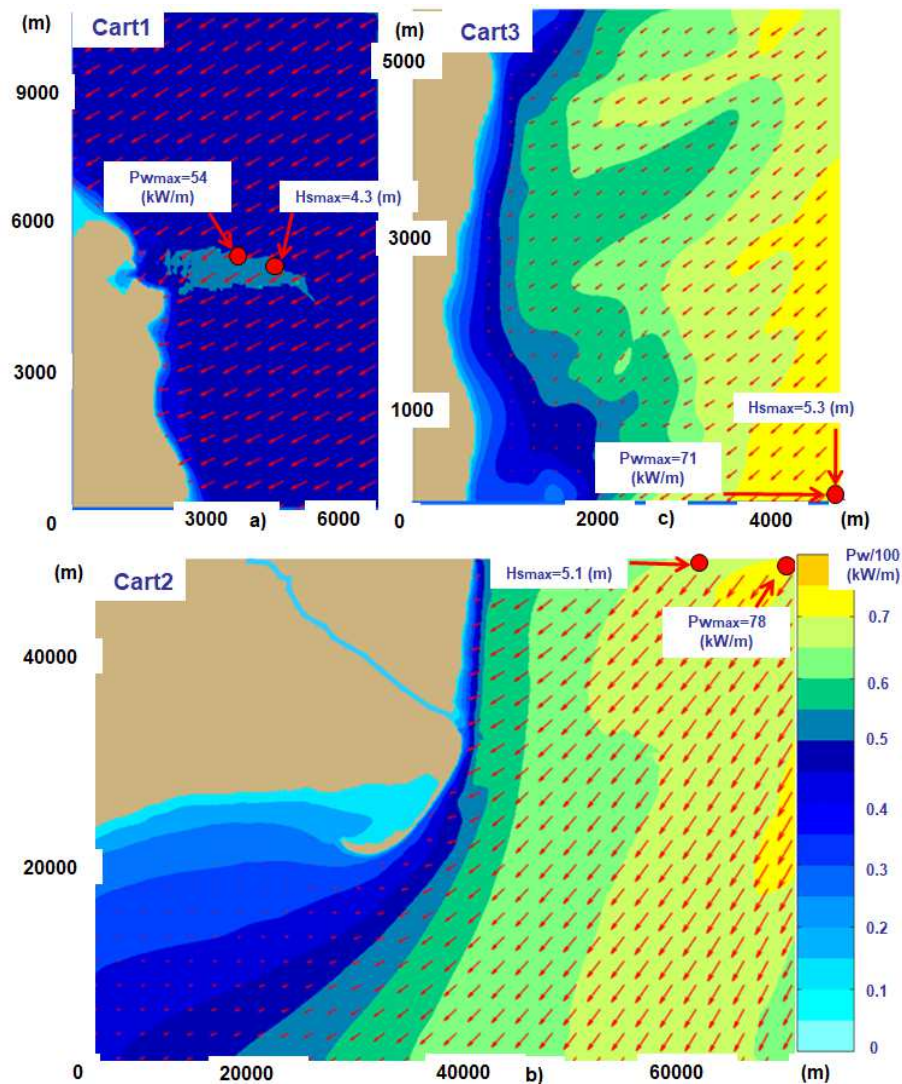 (m)
Cart1
9000
Pwmax=54
(kW/m)
Hsmax=4.3 (m)
6000
3000
0
3000
a)
6000
(m)
Cart3
5000
3000
1000
Hsmax=5.3 (m)
Pwmax=71
(kW/m)
0
2000
c)
4000
(m)
(m)
Cart2
Hsmax=5.1 (m)
Pwmax=78
(kW/m)
40000
20000
0
20000
b)
40000
60000
(m)
Pw/100
(kW/m)
0.7
0.6
0.5
0.4
0.3
0.2
0.1
0